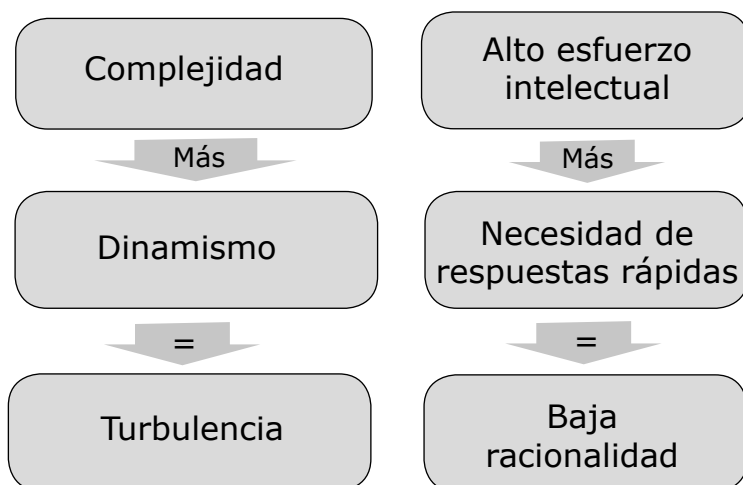 Complejidad
Más
Dinamismo
=
Turbulencia
Alto esfuerzo
intelectual
Más
Necesidad de
respuestas rápidas
=
Baja
racionalidad